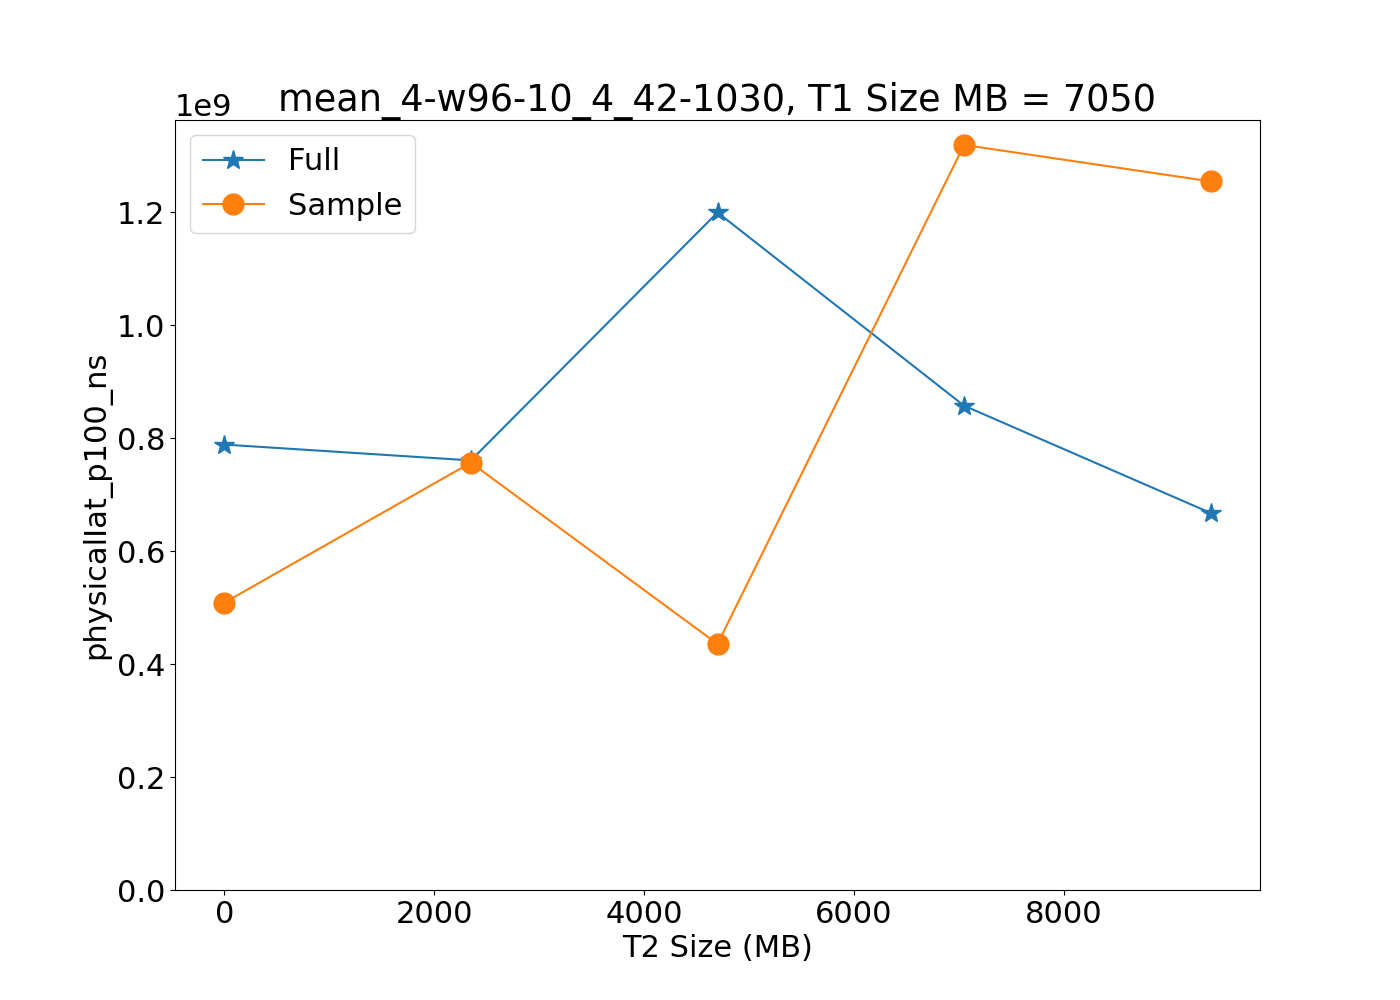 mean_4-w96-10_4_42-1030, T1 Size MB = 7050
1e9
Full
Sample
1.2
1.0
0.8
0.6
0.4
0.2
0.0
physicallat_p100_ns
0 2000 4000 6000 8000
T2 Size (MB)